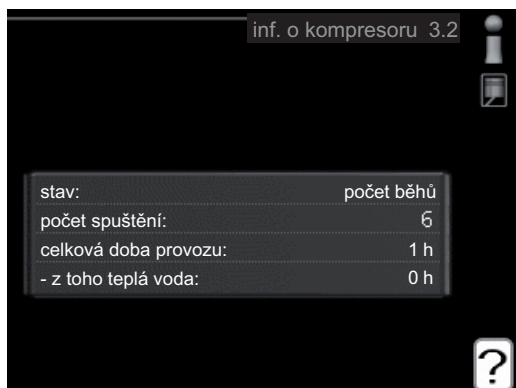 inf. o kompresoru 3.2
stav: počet běhů
počet spuštění: 6
celková doba provozu: 1 h
- z toho teplá voda: 0 h
?